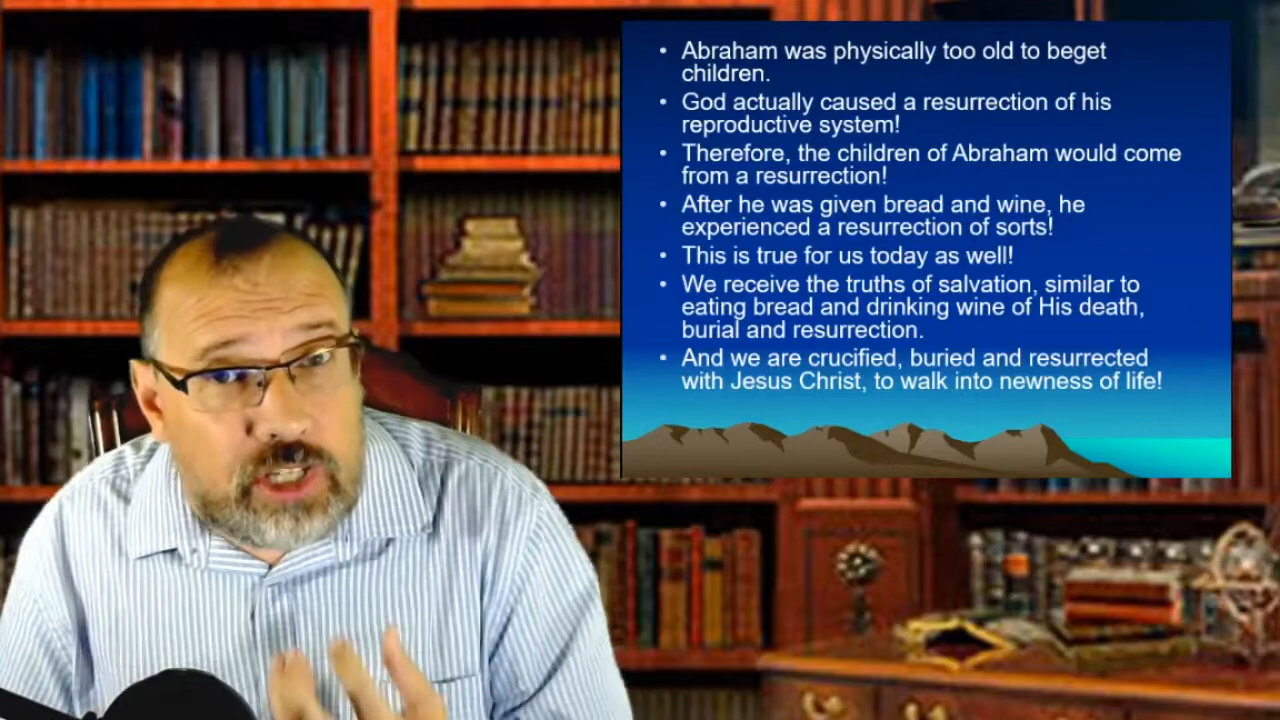 • Abraham was physically too old to beget
children.
• God actually caused a resurrection of his
reproductive system!
• Therefore, the children of Abraham would come
from a resurrection!
• After he was given bread and wine, he
experienced a resurrection of sorts!
• This is true for us today as well!
• We receive the truths of salvation, similar to
eating bread and drinking wine of His death,
burial and resurrection.
• And we are crucified, buried and resurrected
with Jesus Christ, to walk into newness of life!